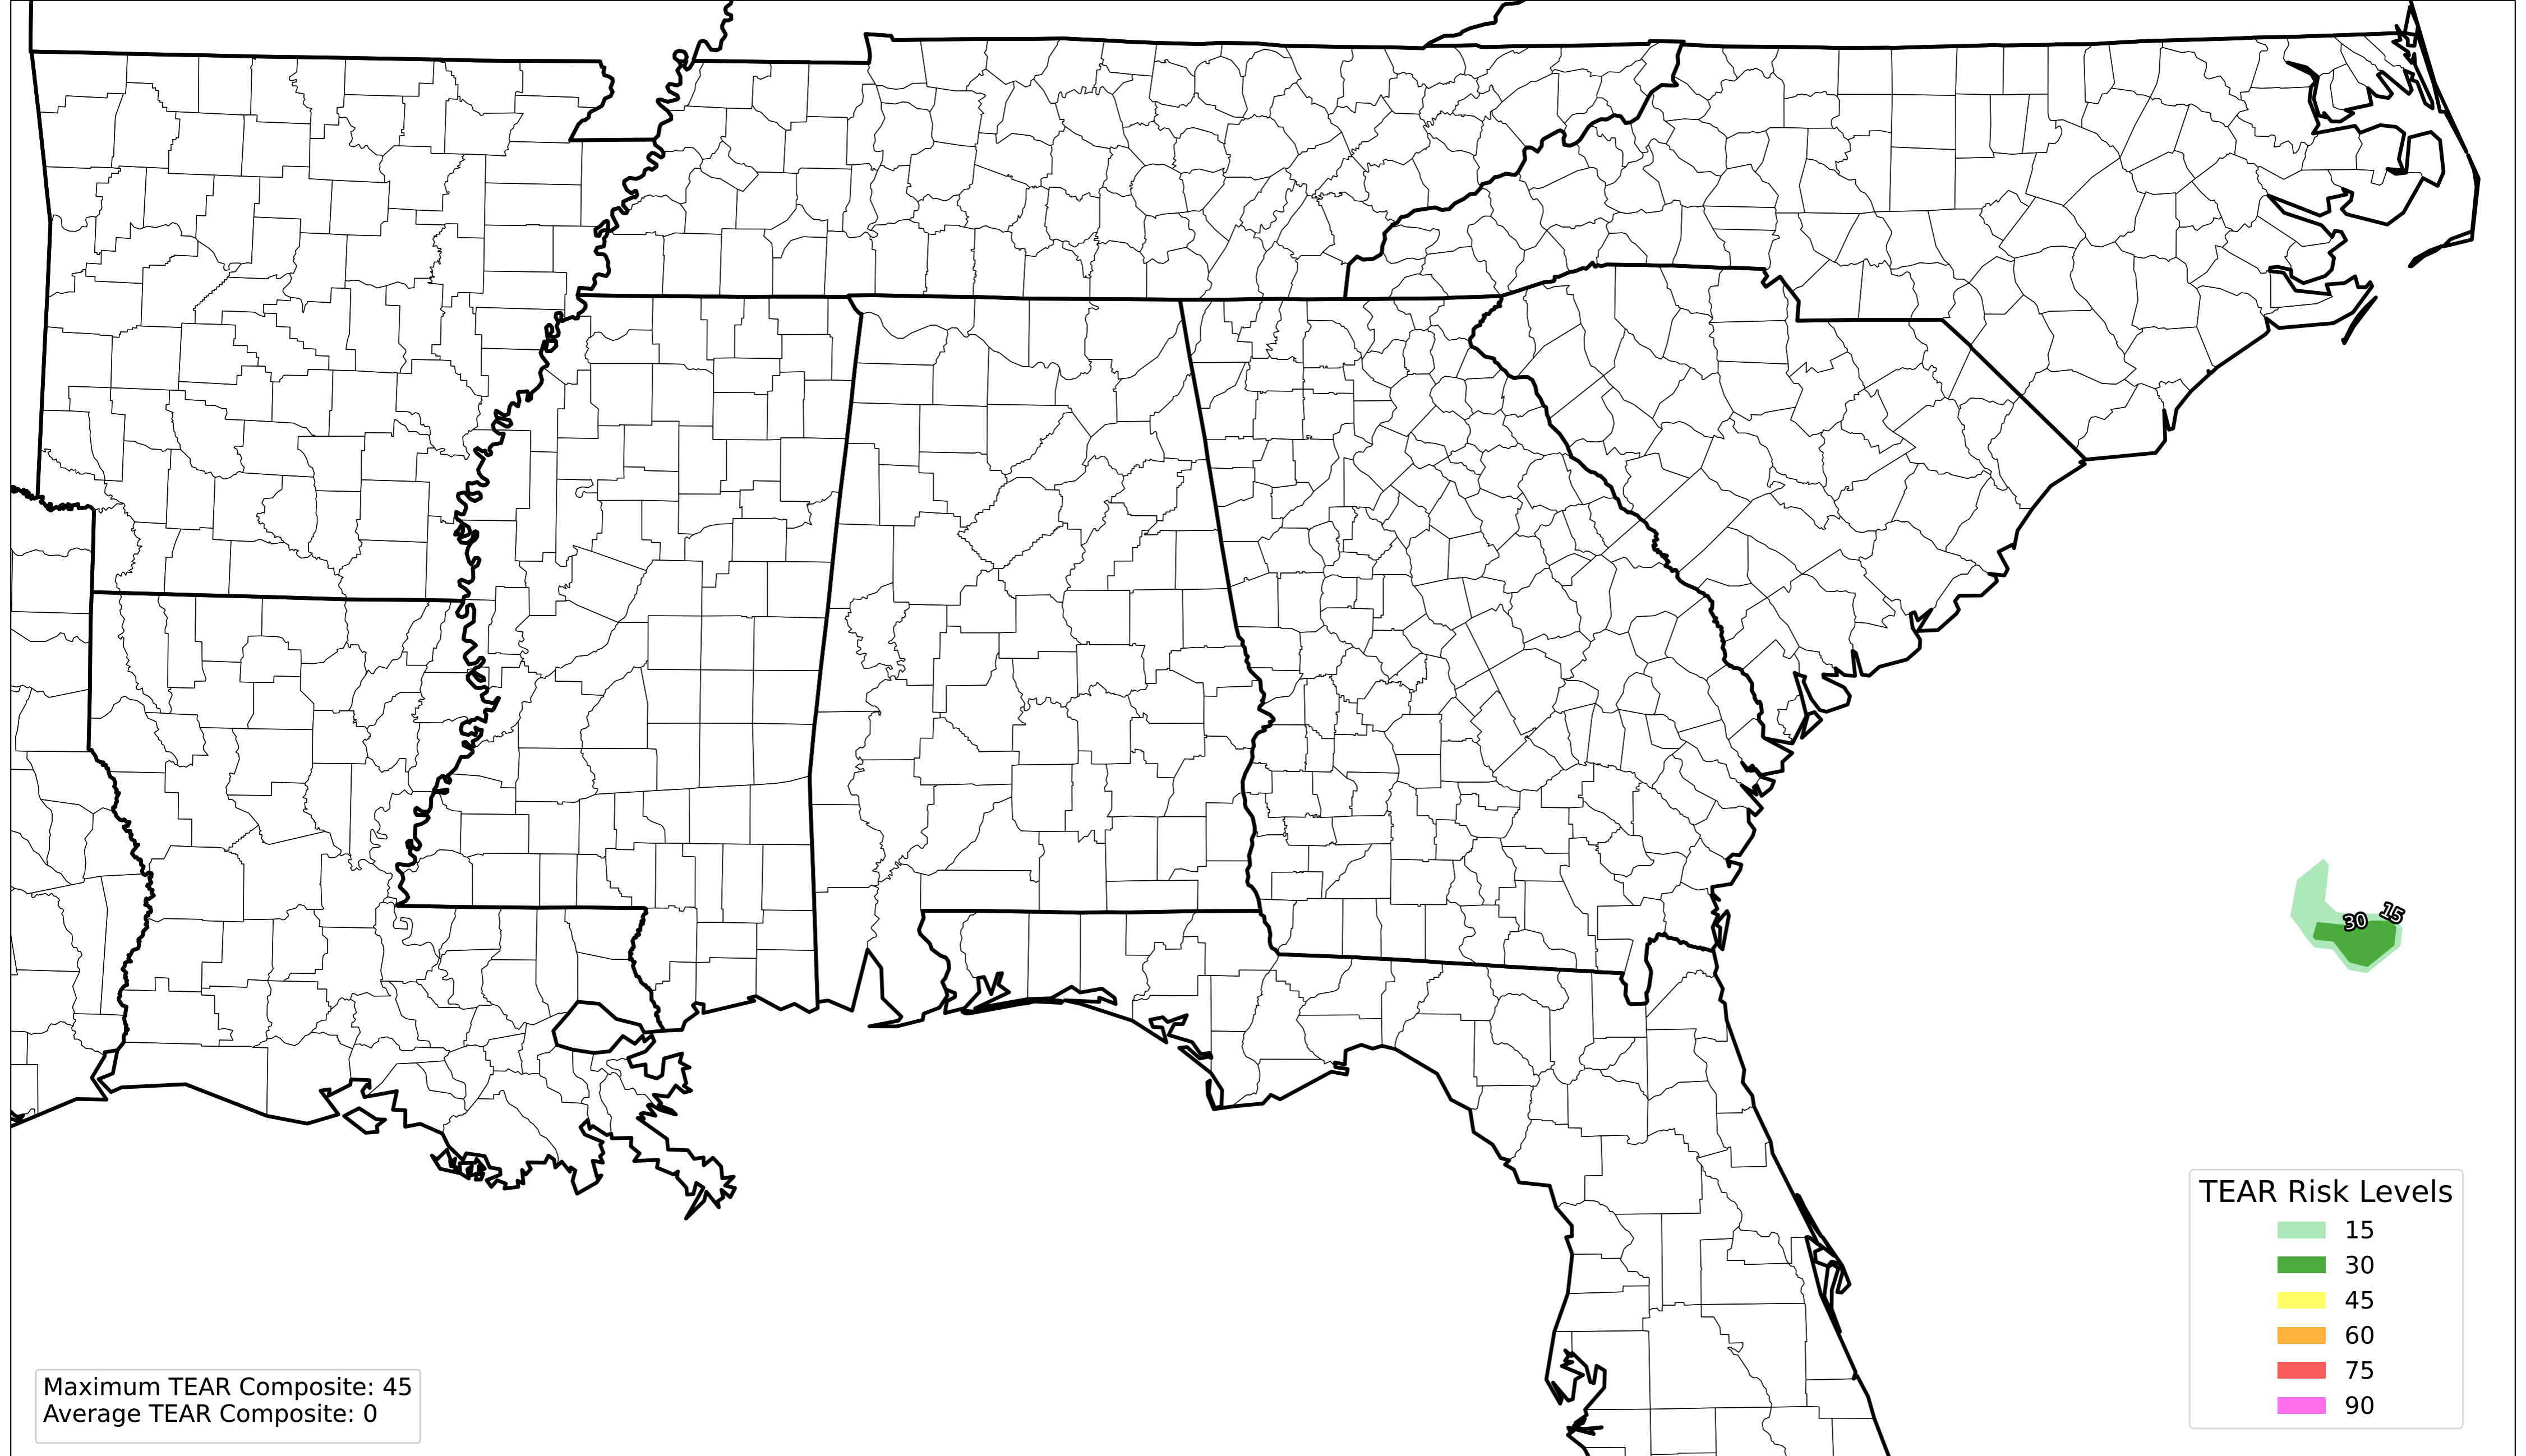 30 15
TEAR Risk Levels
15
30
45
60
75
90
Maximum TEAR Composite: 45
Average TEAR Composite: 0